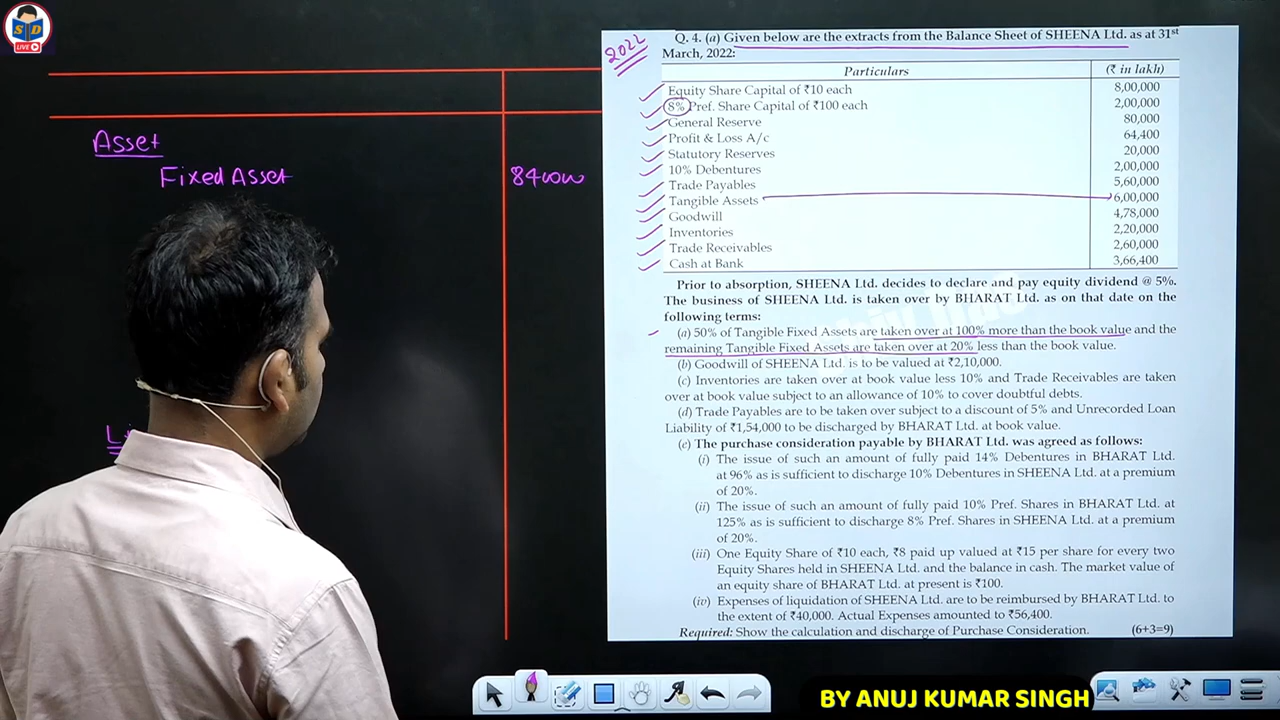 S D
LIVE
2022
Q. 4. (a) Given below are the extracts from the Balance Sheet of SHEENA Ltd. as at 31st
March, 2022:
Particulars (₹ in lakh)
Equity Share Capital of ₹10 each 8,00,000
8% Pref. Share Capital of ₹100 each 2,00,000
General Reserve 80,000
Profit & Loss A/c 64,400
Statutory Reserves 20,000
10% Debentures 2,00,000
Trade Payables 5,60,000
Tangible Assets 6,00,000
Goodwill 4,78,000
Inventories 2,20,000
Trade Receivables 2,60,000
Cash at Bank 3,66,400
Prior to absorption, SHEENA Ltd. decides to declare and pay equity dividend @ 5%.
The business of SHEENA Ltd. is taken over by BHARAT Ltd. as on that date on the
following terms:
(a) 50% of Tangible Fixed Assets are taken over at 100% more than the book value and the
remaining Tangible Fixed Assets are taken over at 20% less than the book value.
(b) Goodwill of SHEENA Ltd. is to be valued at ₹2,10,000.
(c) Inventories are taken over at book value less 10% and Trade Receivables are taken
over at book value subject to an allowance of 10% to cover doubtful debts.
(d) Trade Payables are to be taken over subject to a discount of 5% and Unrecorded Loan
Liability of ₹1,54,000 to be discharged by BHARAT Ltd. at book value.
(e) The purchase consideration payable by BHARAT Ltd. was agreed as follows:
(i) The issue of such an amount of fully paid 14% Debentures in BHARAT Ltd.
at 96% as is sufficient to discharge 10% Debentures in SHEENA Ltd. at a premium
of 20%.
(ii) The issue of such an amount of fully paid 10% Pref. Shares in BHARAT Ltd. at
125% as is sufficient to discharge 8% Pref. Shares in SHEENA Ltd. at a premium
of 20%.
(iii) One Equity Share of ₹10 each, ₹8 paid up valued at ₹15 per share for every two
Equity Shares held in SHEENA Ltd. and the balance in cash. The market value of
an equity share of BHARAT Ltd. at present is ₹100.
(iv) Expenses of liquidation of SHEENA Ltd. are to be reimbursed by BHARAT Ltd. to
the extent of ₹40,000. Actual Expenses amounted to ₹56,400.
Required: Show the calculation and discharge of Purchase Consideration. (6+3=9)
Asset
Fixed Asset 840000
BY ANUJ KUMAR SINGH